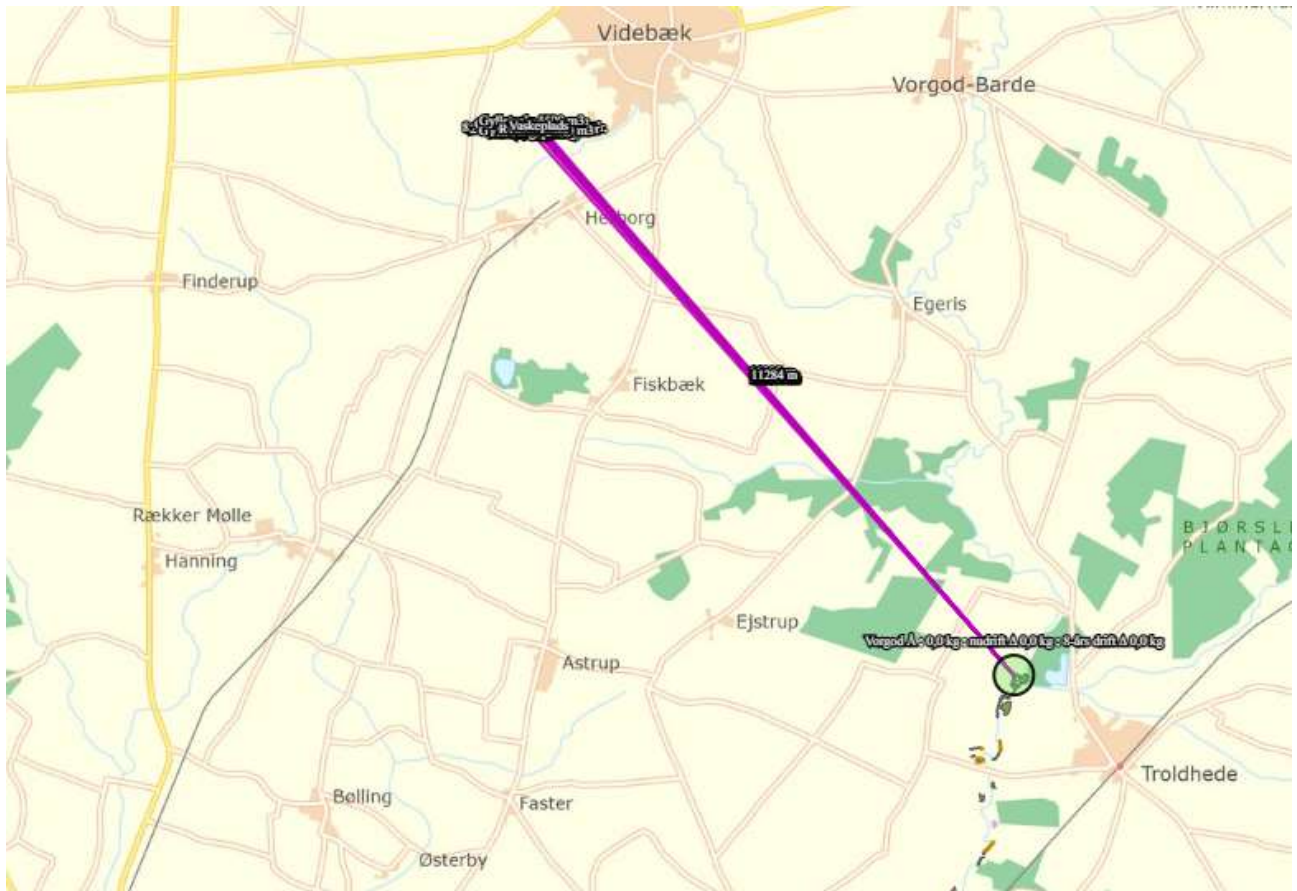 Videbæk
Vorgod-Barde
Vaskeplads
Herborg
Finderup
Egeris
11284 m
Fiskbæk
Rækker Mølle
Hanning
BJØRSL
PLANTA
Ejstrup
Vorgod Å : 0,0 kg : nudrift Δ 0,0 kg : 8-års drift Δ 0,0 kg
Astrup
Troldhede
Bølling
Faster
Østerby